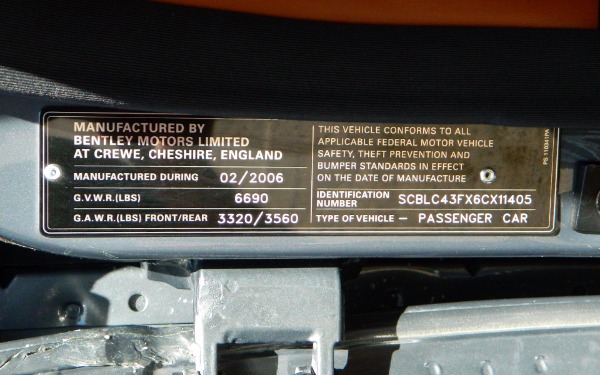 MANUFACTURED BY
BENTLEY MOTORS LIMITED
AT CREWE, CHESHIRE, ENGLAND
MANUFACTURED DURING 02/2006
G.V.W.R.(LBS) 6690
G.A.W.R.(LBS) FRONT/REAR 3320/3560
THIS VEHICLE CONFORMS TO ALL
APPLICABLE FEDERAL MOTOR VEHICLE
SAFETY, THEFT PREVENTION AND
BUMPER STANDARDS IN EFFECT
ON THE DATE OF MANUFACTURE
IDENTIFICATION
NUMBER SCBLC43FX6CX11405
TYPE OF VEHICLE — PASSENGER CAR